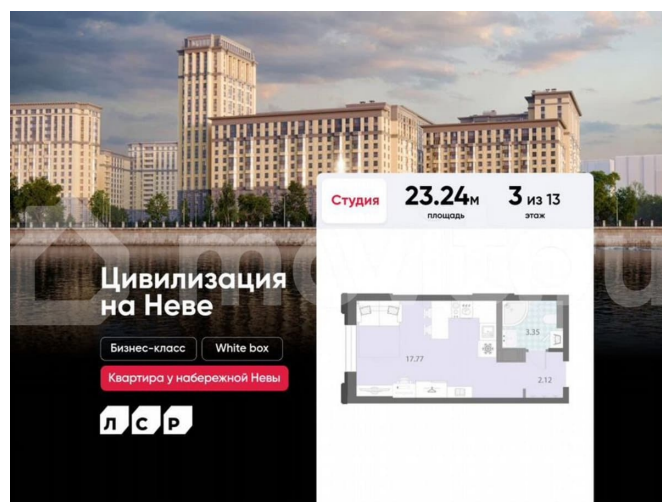 Студия
23.24м
площадь
3 из 13
этаж
Цивилизация
на Неве
Бизнес-класс
White box
Квартира у набережной Невы
ЛСР
17.77
3.35
2.12